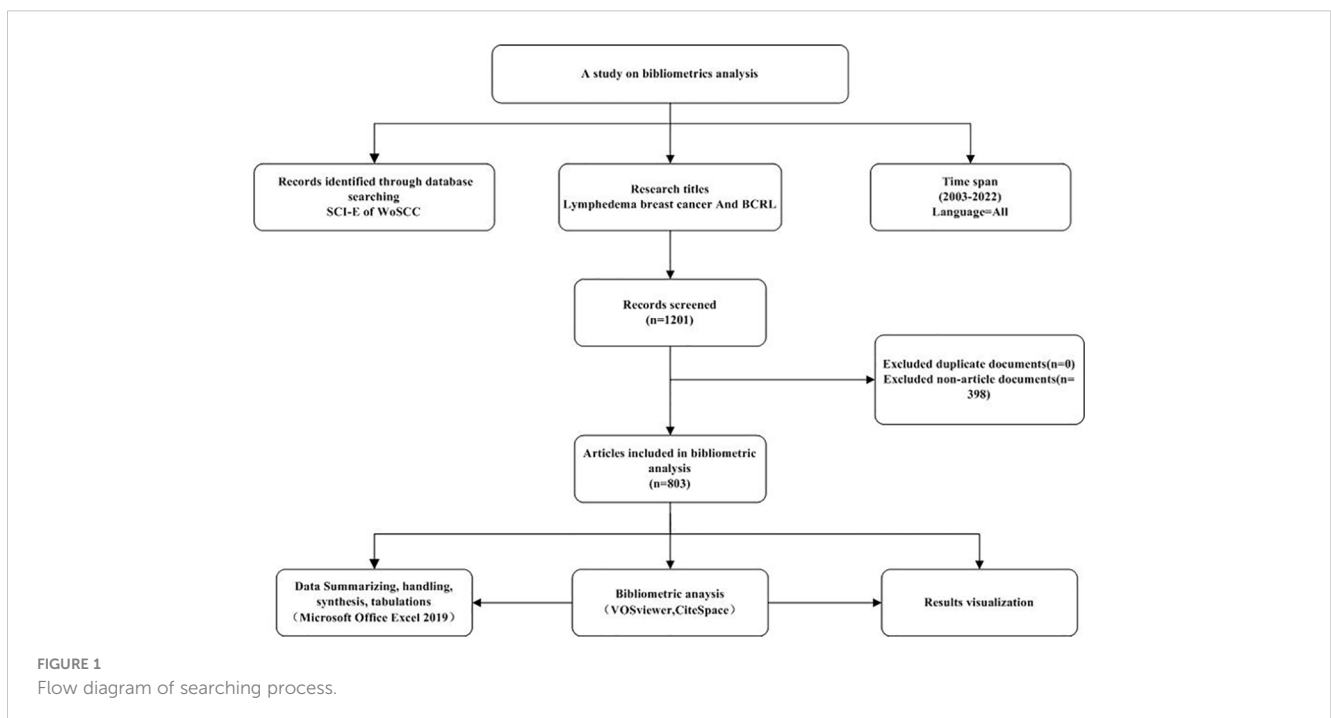 A study on bibliometrics analysis
Records identified through database
searching
SCI-E of WoSCC
Research titles
Lymphedema breast cancer And BCRL
Time span
(2003-2022)
Language=All
Records screened
(n=1201)
Excluded duplicate documents(n=0)
Excluded non-article documents(n=
398)
Articles included in bibliometric
analysis
(n=803)
Data Summarizing, handling,
synthesis, tabulations
（Microsoft Office Excel 2019）
Bibliometric anaysis
（VOSviewer,CiteSpace）
Results visualization
FIGURE 1
Flow diagram of searching process.